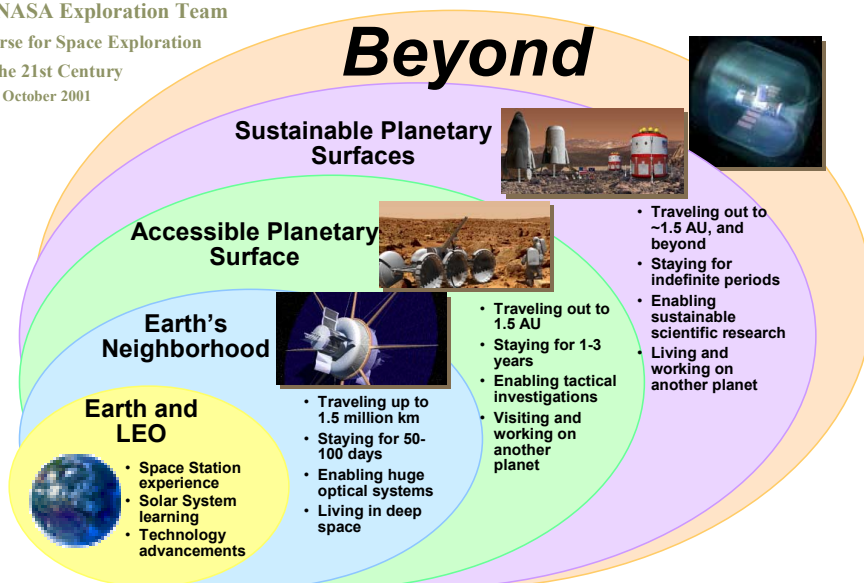 NASA Exploration Team
rse for Space Exploration
he 21st Century
October 2001
Beyond
Sustainable Planetary
Surfaces
• Traveling out to
~1.5 AU, and
beyond
• Staying for
indefinite periods
• Enabling
sustainable
scientific research
• Living and
working on
another planet
Accessible Planetary
Surface
• Traveling out to
1.5 AU
• Staying for 1-3
years
• Enabling tactical
investigations
• Visiting and
working on
another
planet
Earth’s
Neighborhood
• Traveling up to
1.5 million km
• Staying for 50-
100 days
• Enabling huge
optical systems
• Living in deep
space
Earth and
LEO
• Space Station
experience
• Solar System
learning
• Technology
advancements